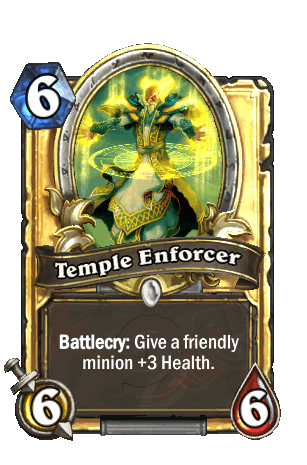 6
Temple Enforcer
Battlecry: Give a friendly
minion +3 Health.
6
6